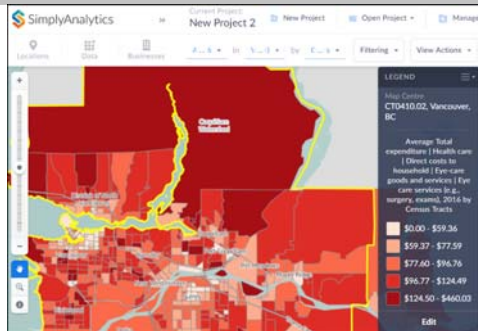 SimplyAnalytics
Current Project:
New Project 2
New Project
Open Project
Manage
Locations
Data
Businesses
A ... h in V ... g by C ... s
Filtering
View Actions
LEGEND
Map Centre
CT0410.02, Vancouver,
BC
Average Total
expenditure | Health care
| Direct costs to
household | Eye-care
goods and services | Eye
care services (e.g.,
surgery, exams), 2016 by
Census Tracts
$0.00 - $59.36
$59.37 - $77.59
$77.60 - $96.76
$96.77 - $124.49
$124.50 - $460.03
Edit